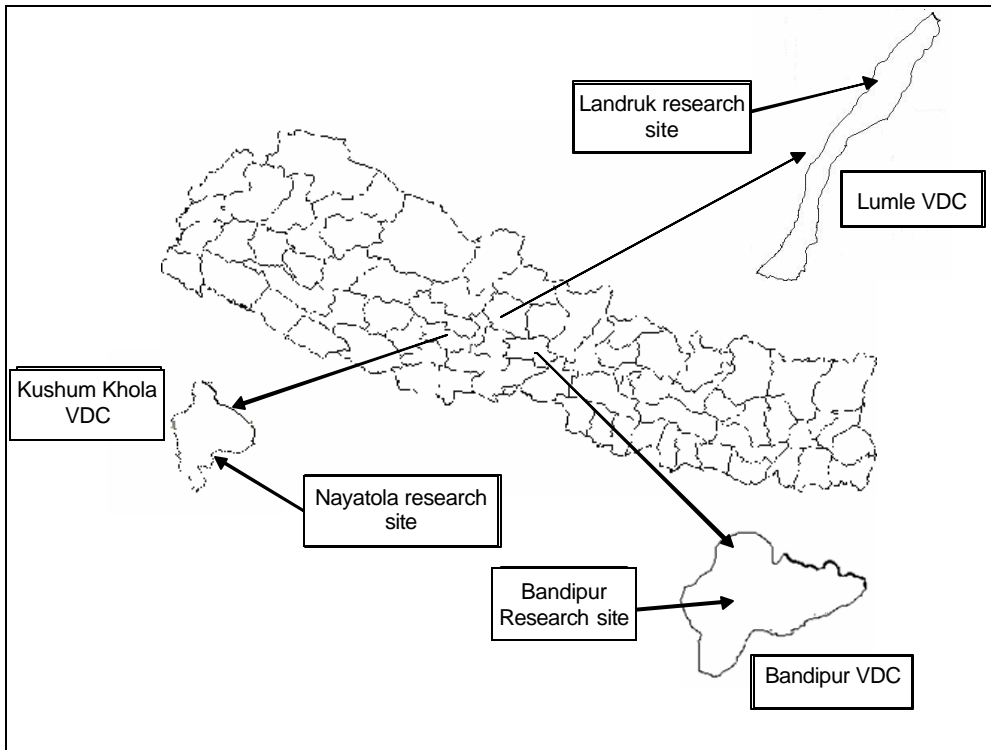 Landruk research
site
Lumle VDC
Kushum Khola
VDC
Nayatola research
site
Bandipur
Research site
Bandipur VDC